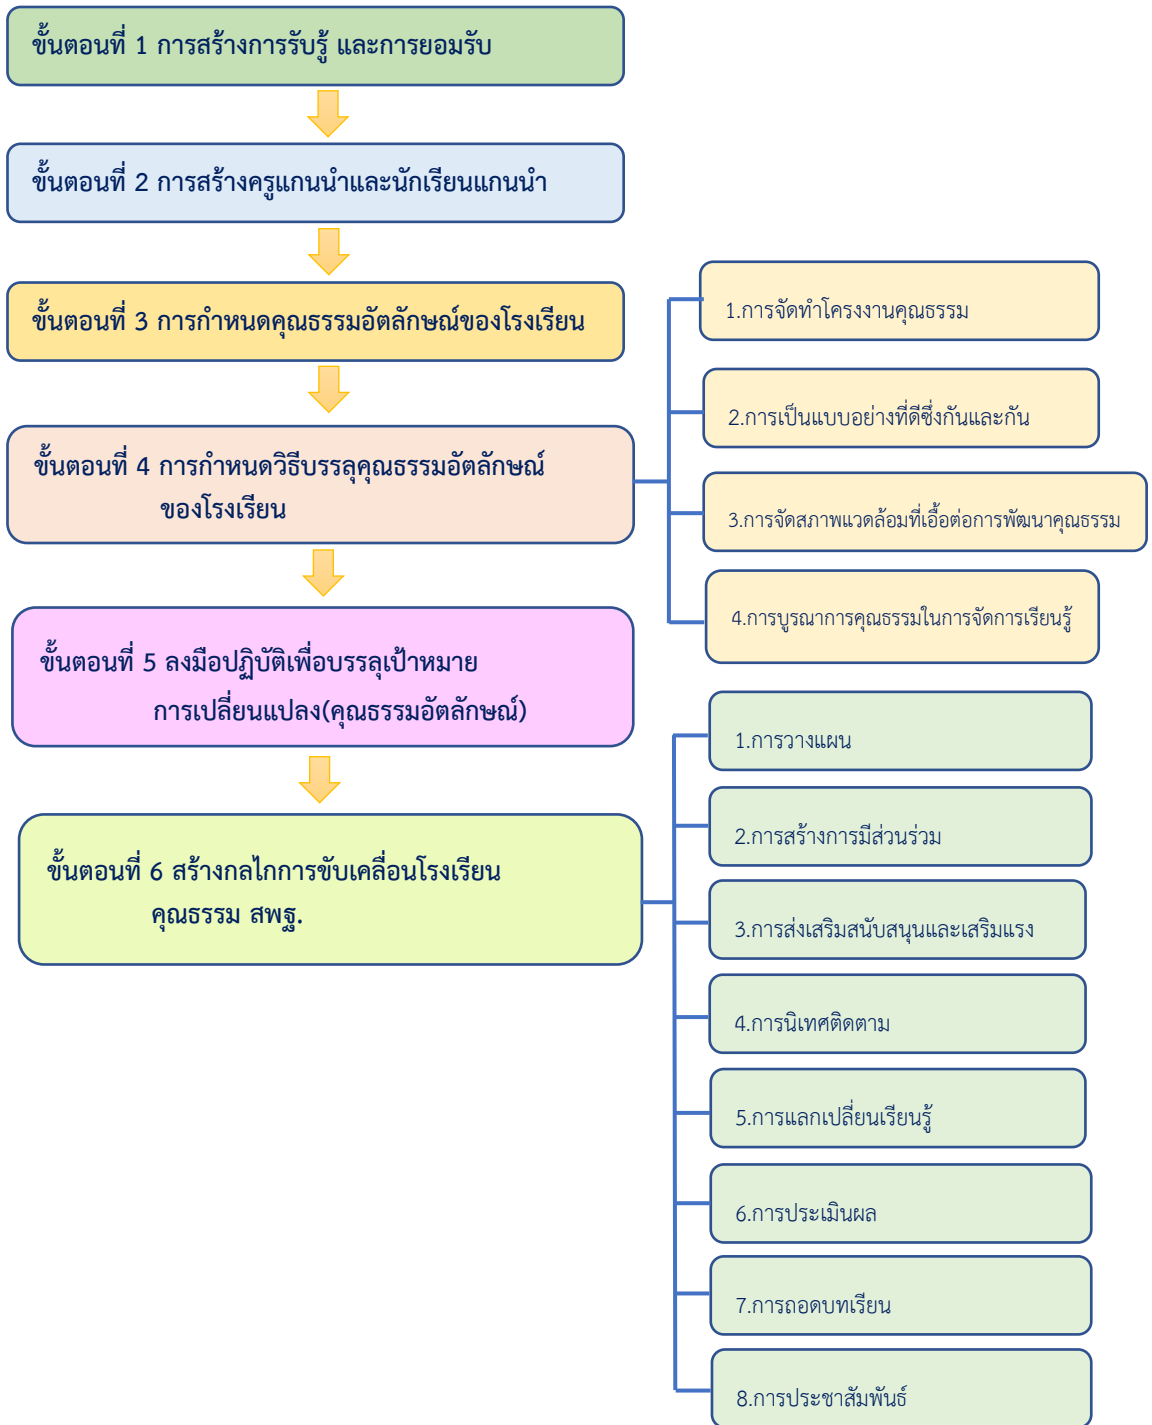 ขั้นตอนที่ 1 การสร้างการรับรู้ และการยอมรับ
ขั้นตอนที่ 2 การสร้างครูแกนนำและนักเรียนแกนนำ
ขั้นตอนที่ 3 การกำหนดคุณธรรมอัตลักษณ์ของโรงเรียน
ขั้นตอนที่ 4 การกำหนดวิธีบรรลุคุณธรรมอัตลักษณ์
ของโรงเรียน
1.การจัดทำโครงงานคุณธรรม
2.การเป็นแบบอย่างที่ดีซึ่งกันและกัน
3.การจัดสภาพแวดล้อมที่เอื้อต่อการพัฒนาคุณธรรม
4.การบูรณาการคุณธรรมในการจัดการเรียนรู้
ขั้นตอนที่ 5 ลงมือปฏิบัติเพื่อบรรลุเป้าหมาย
การเปลี่ยนแปลง(คุณธรรมอัตลักษณ์)
ขั้นตอนที่ 6 สร้างกลไกการขับเคลื่อนโรงเรียน
คุณธรรม สพฐ.
1.การวางแผน
2.การสร้างการมีส่วนร่วม
3.การส่งเสริมสนับสนุนและเสริมแรง
4.การนิเทศติดตาม
5.การแลกเปลี่ยนเรียนรู้
6.การประเมินผล
7.การถอดบทเรียน
8.การประชาสัมพันธ์